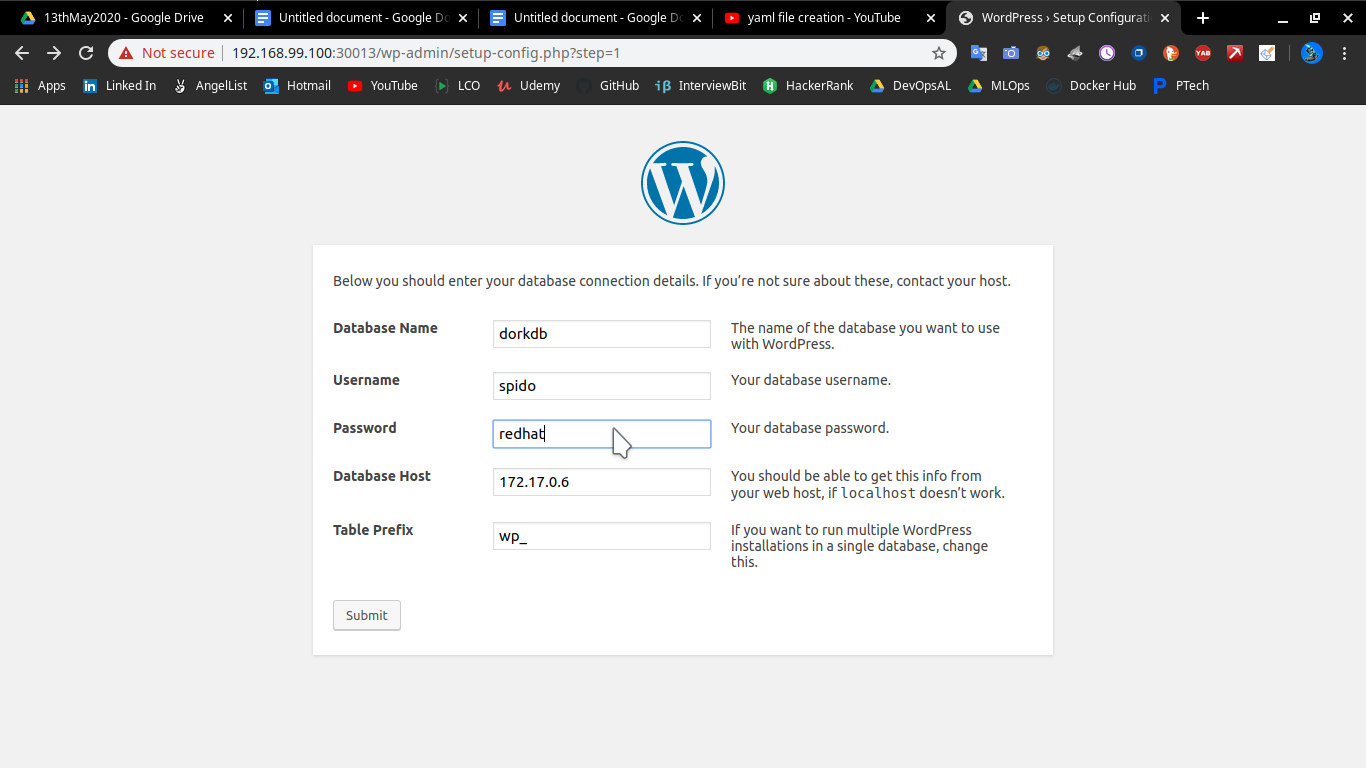 13thMay2020 - Google Drive
Untitled document - Google Do
Untitled document - Google Do
yaml file creation - YouTube
WordPress › Setup Configurati
Not secure
192.168.99.100:30013/wp-admin/setup-config.php?step=1
YAB
Apps
Linked In
AngelList
Hotmail
YouTube
LCO
Udemy
GitHub
InterviewBit
HackerRank
DevOpsAL
MLOps
Docker Hub
PTech
Below you should enter your database connection details. If you’re not sure about these, contact your host.
Database Name
dorkdb
The name of the database you want to use
with WordPress.
Username
spido
Your database username.
Password
redhat
Your database password.
Database Host
172.17.0.6
You should be able to get this info from
your web host, if localhost doesn’t work.
Table Prefix
wp_
If you want to run multiple WordPress
installations in a single database, change
this.
Submit